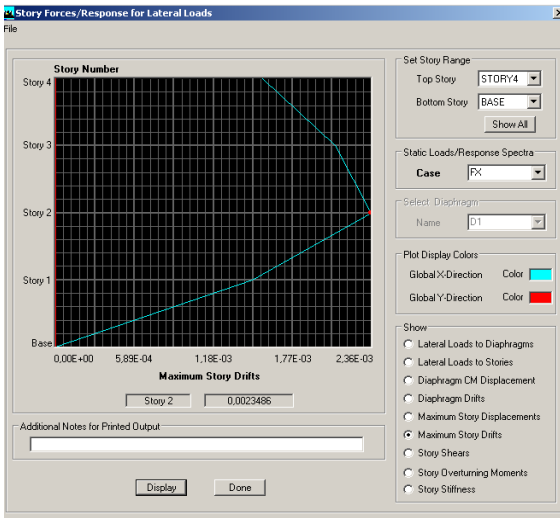 Story Forces/Response for Lateral Loads
File
Story Number
Story 4
Story 3
Story 2
Story 1
Base
0,00E+00 5,89E-04 1,18E-03 1,77E-03 2,36E-03
Maximum Story Drifts
Story 2 0,0023486
Additional Notes for Printed Output
Display Done
Set Story Range
Top Story STORY4
Bottom Story BASE
Show All
Static Loads/Response Spectra
Case FX
Select Diaphragm
Name D1
Plot Display Colors
Global X-Direction Color
Global Y-Direction Color
Show
Lateral Loads to Diaphragms
Lateral Loads to Stories
Diaphragm CM Displacement
Diaphragm Drifts
Maximum Story Displacements
Maximum Story Drifts
Story Shears
Story Overturning Moments
Story Stiffness